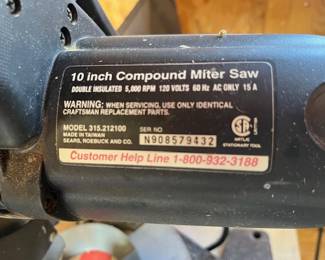 10 inch Compound Miter Saw
DOUBLE INSULATED 5,000 RPM 120 VOLTS 60 Hz AC ONLY 15 A
WARNING: WHEN SERVICING, USE ONLY IDENTICAL
CRAFTSMAN REPLACEMENT PARTS.
MODEL 315.212100
MADE IN TAIWAN
SEARS, ROEBUCK AND CO.
SER NO
N908579432
STATIONARY TOOL
Customer Help Line 1-800-932-3188